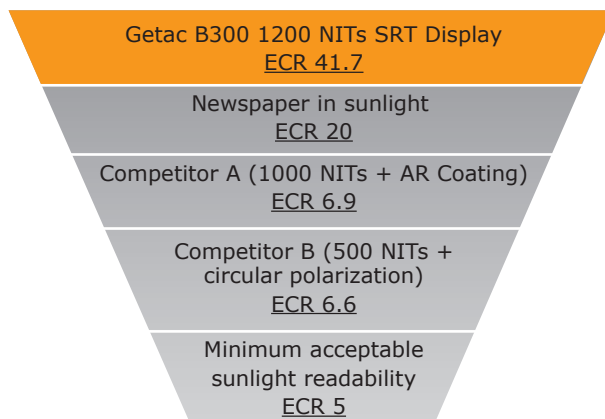 Getac B300 1200 NITs SRT Display
ECR 41.7
Newspaper in sunlight
ECR 20
Competitor A (1000 NITs + AR Coating)
ECR 6.9
Competitor B (500 NITs +
circular polarization)
ECR 6.6
Minimum acceptable
sunlight readability
ECR 5